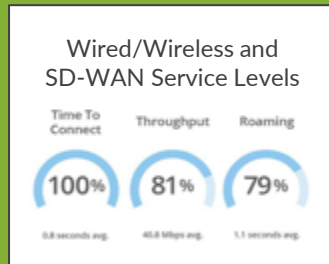 Wired/Wireless and
SD-WAN Service Levels
Time To
Connect
Throughput
Roaming
100%
81%
79%
0.8 seconds avg.
40.8 Mbps avg.
1.1 seconds avg.